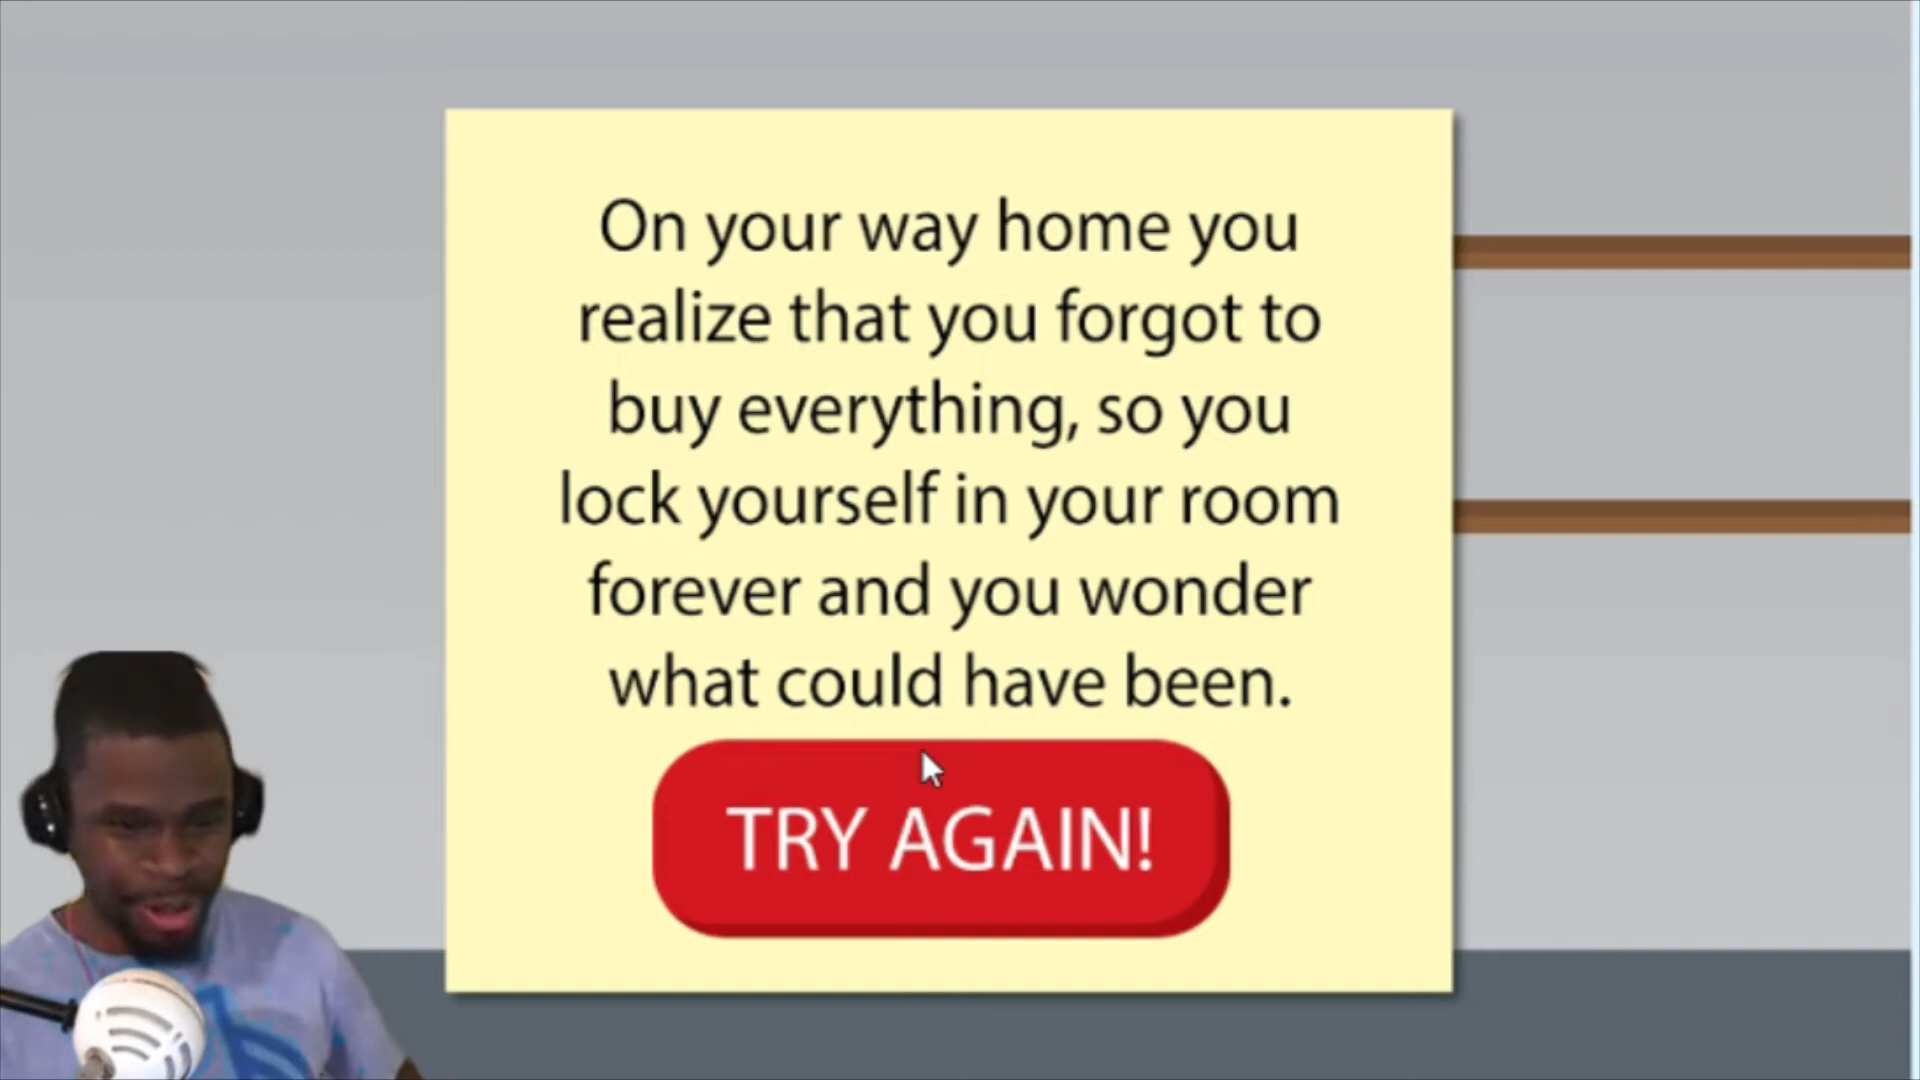 On your way home you
realize that you forgot to
buy everything, so you
lock yourself in your room
forever and you wonder
what could have been.
TRY AGAIN!